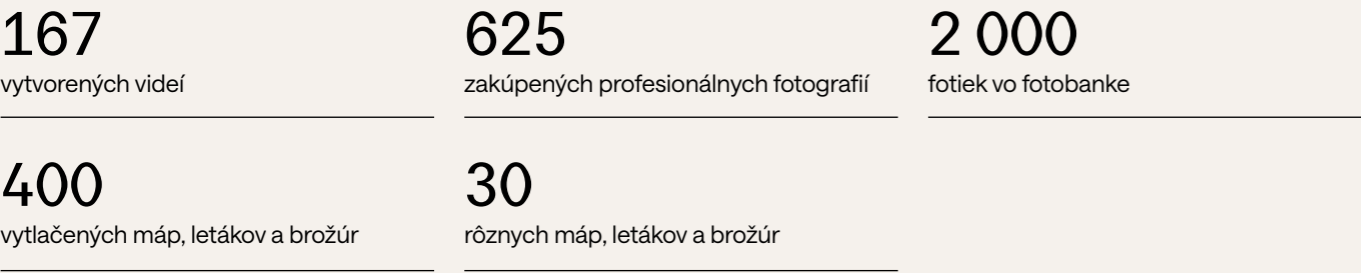 167
vytvorených videí
625
zakúpených profesionálnych fotografií
2 000
fotiek vo fotobanke
400
vytlačených máp, letákov a brožúr
30
rôznych máp, letákov a brožúr